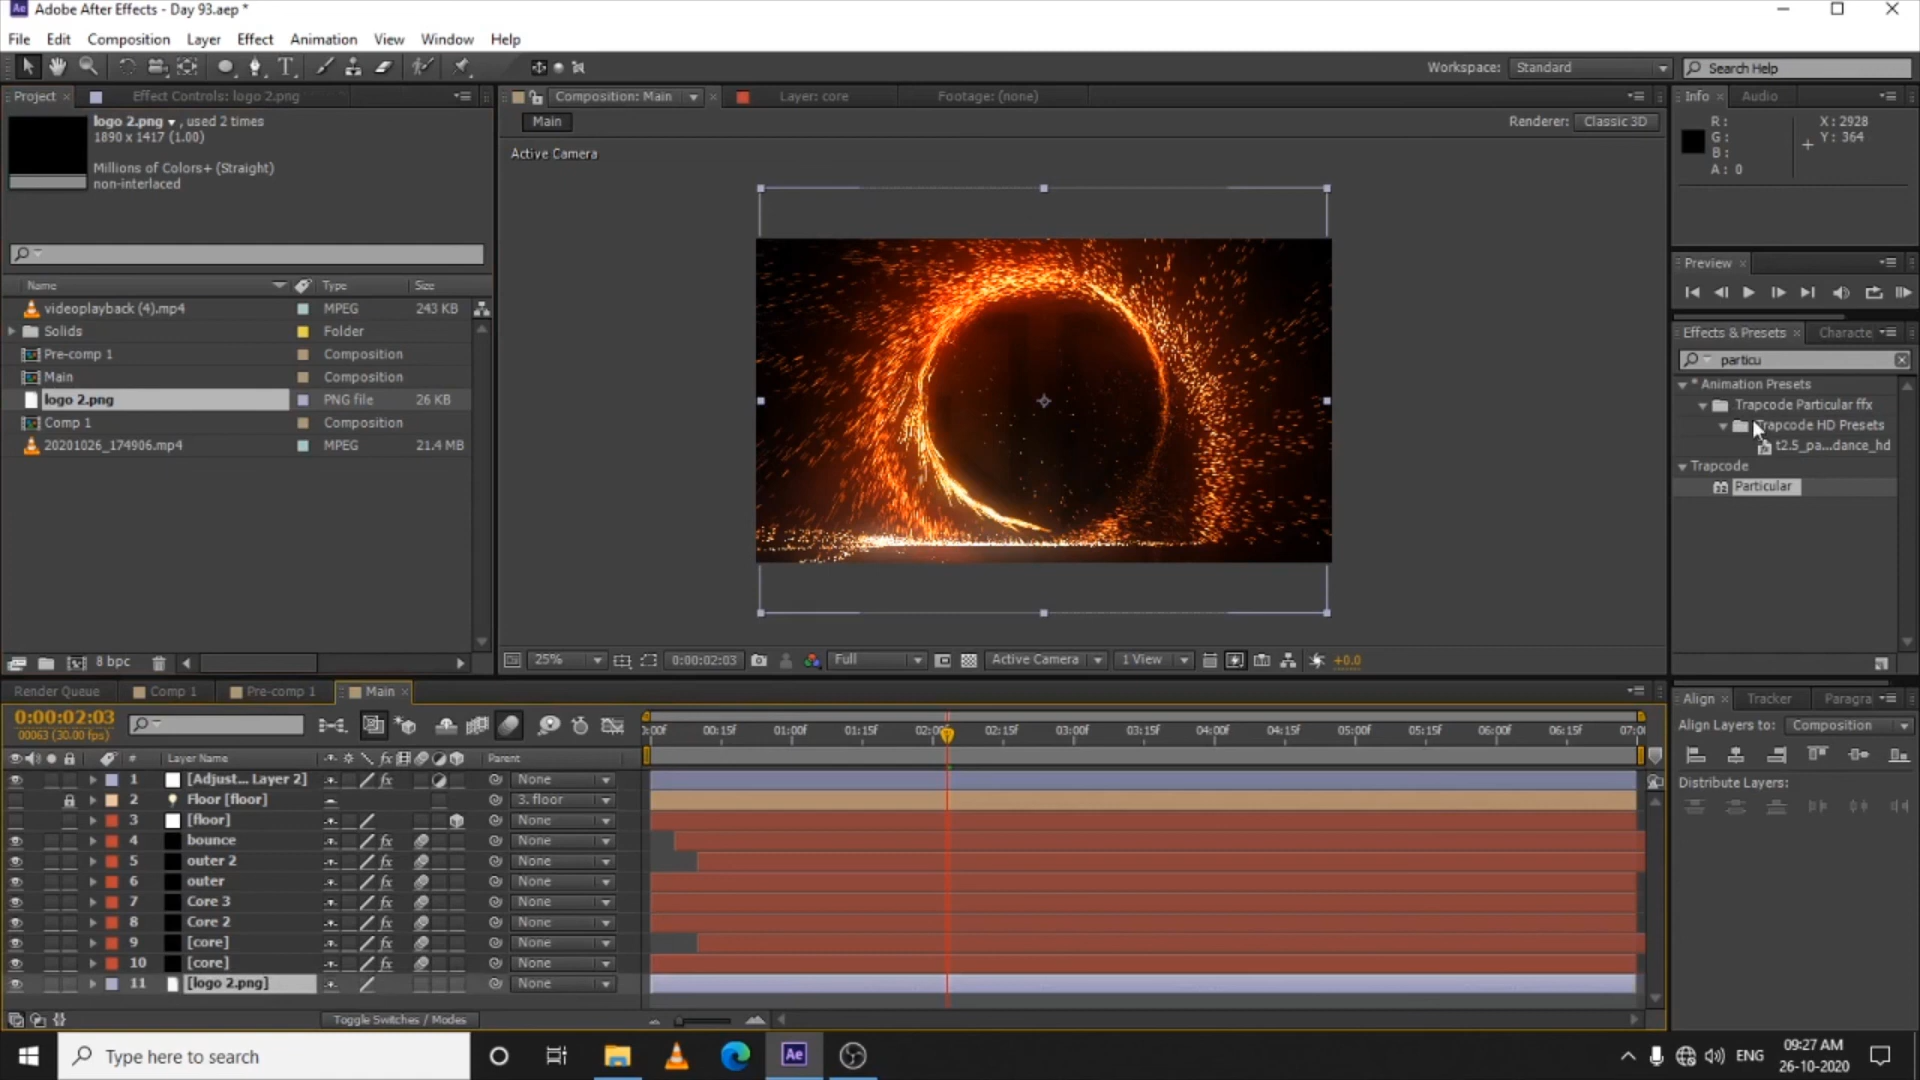 Adobe After Effects - Day 93.aep *
File Edit Composition Layer Effect Animation View Window Help
Workspace: Standard Search Help
Project × Effect Controls: logo 2.png
Composition: Main × Layer: core Footage: (none)
Info × Audio
logo 2.png ▾ , used 2 times
1890 x 1417 (1.00)
Millions of Colors+ (Straight)
non-interlaced
Main
Renderer: Classic 3D
Active Camera
R :
G :
B :
A : 0
X : 2928
Y : 364
Preview ×
Effects & Presets × Characte
particu
* Animation Presets
Trapcode Particular ffx
Trapcode HD Presets
t2.5_pa...dance_hd
Trapcode
Particular
Name Type Size
videoplayback (4).mp4 MPEG 243 KB
Solids Folder
Pre-comp 1 Composition
Main Composition
logo 2.png PNG file 26 KB
Comp 1 Composition
20201026_174906.mp4 MPEG 21.4 MB
8 bpc
25% 0:00:02:03 Full Active Camera 1 View +0.0
Render Queue Comp 1 Pre-comp 1 Main ×
Align × Tracker Paragra
Align Layers to: Composition
Distribute Layers:
0:00:02:03
00063 (30.00 fps)
:00f 00:15f 01:00f 01:15f 02:00f 02:15f 03:00f 03:15f 04:00f 04:15f 05:00f 05:15f 06:00f 06:15f 07:0
# Layer Name Parent
1 [Adjust... Layer 2] None
2 Floor [floor] 3. floor
3 [floor] None
4 bounce None
5 outer 2 None
6 outer None
7 Core 3 None
8 Core 2 None
9 [core] None
10 [core] None
11 [logo 2.png] None
Toggle Switches / Modes
Type here to search
Ae
ENG
09:27 AM
26-10-2020